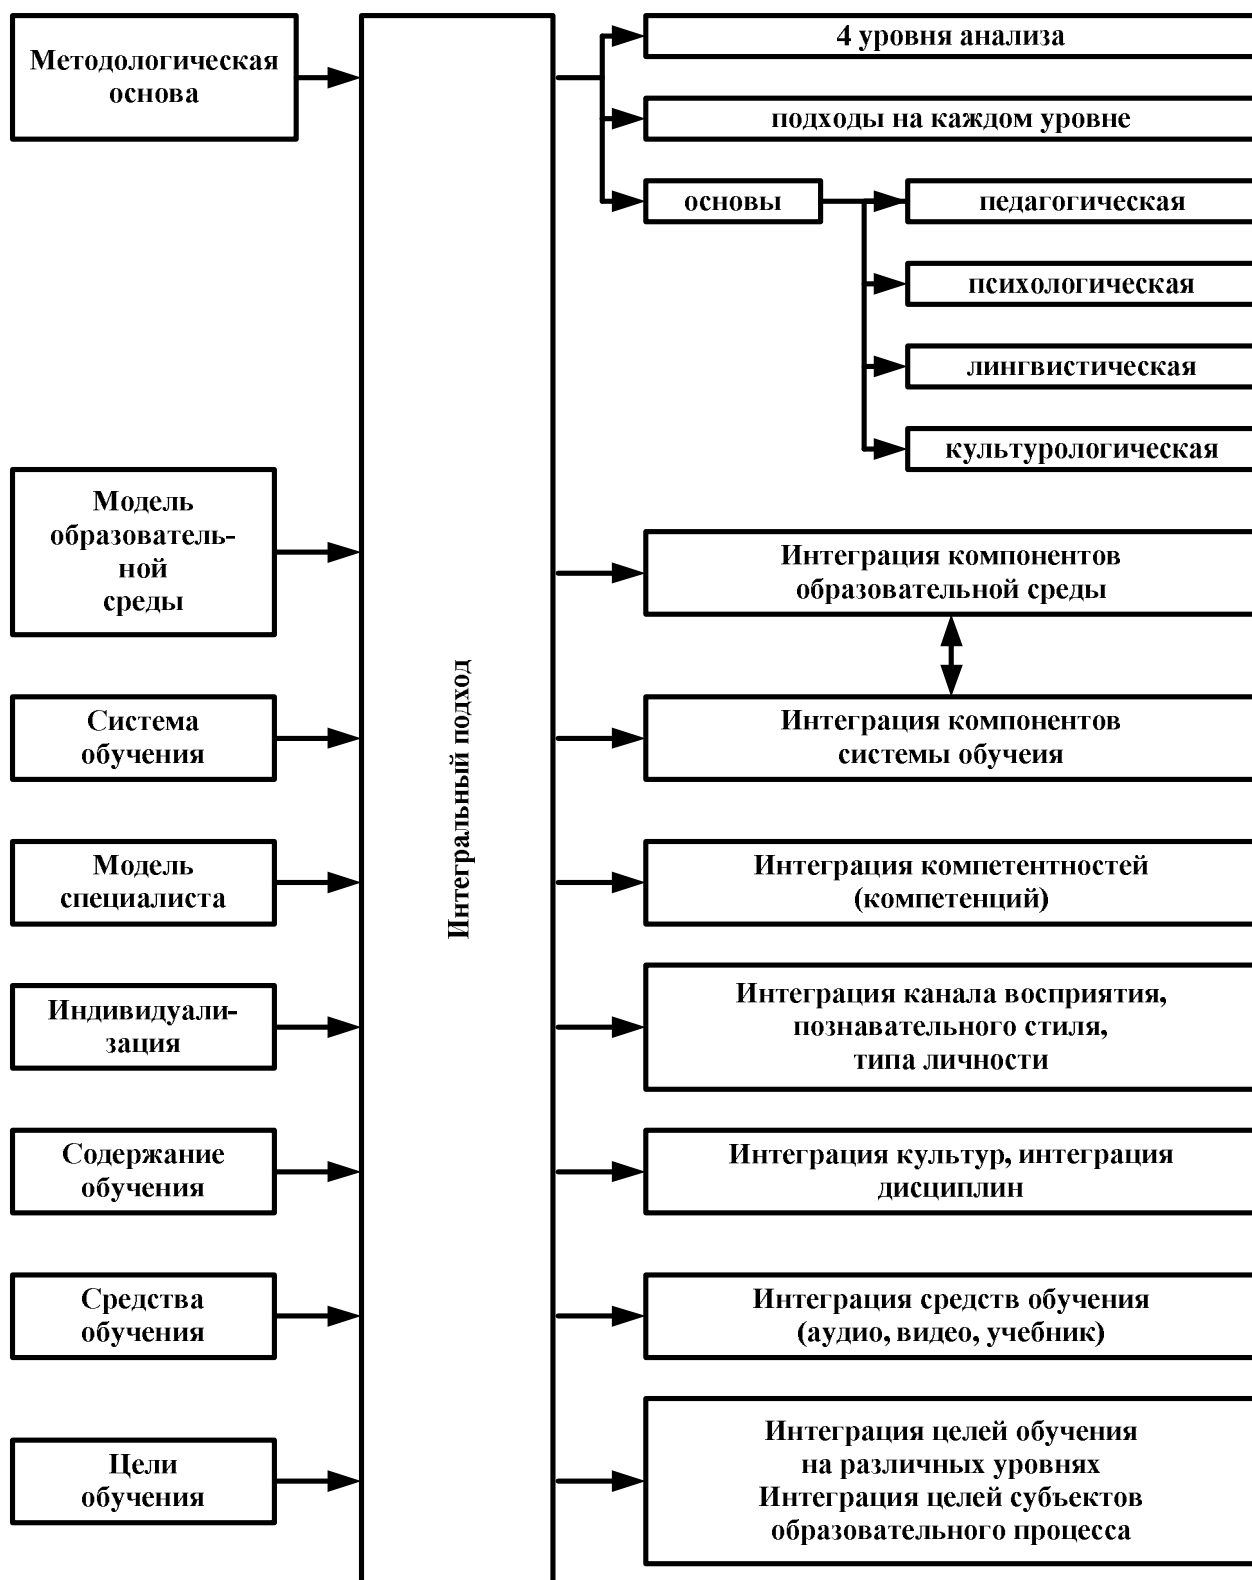 Методологическая
основа
4 уровня анализа
подходы на каждом уровне
основы
педагогическая
психологическая
лингвистическая
культурологическая
Модель
образователь-
ной
среды
Интеграция компонентов
образовательной среды
Интегральный подход
Система
обучения
Интеграция компонентов
системы обучеия
Модель
специалиста
Интеграция компетентностей
(компетенций)
Индивидуали-
зация
Интеграция канала восприятия,
познавательного стиля,
типа личности
Содержание
обучения
Интеграция культур, интеграция
дисциплин
Средства
обучения
Интеграция средств обучения
(аудио, видео, учебник)
Цели
обучения
Интеграция целей обучения
на различных уровнях
Интеграция целей субъектов
образовательного процесса